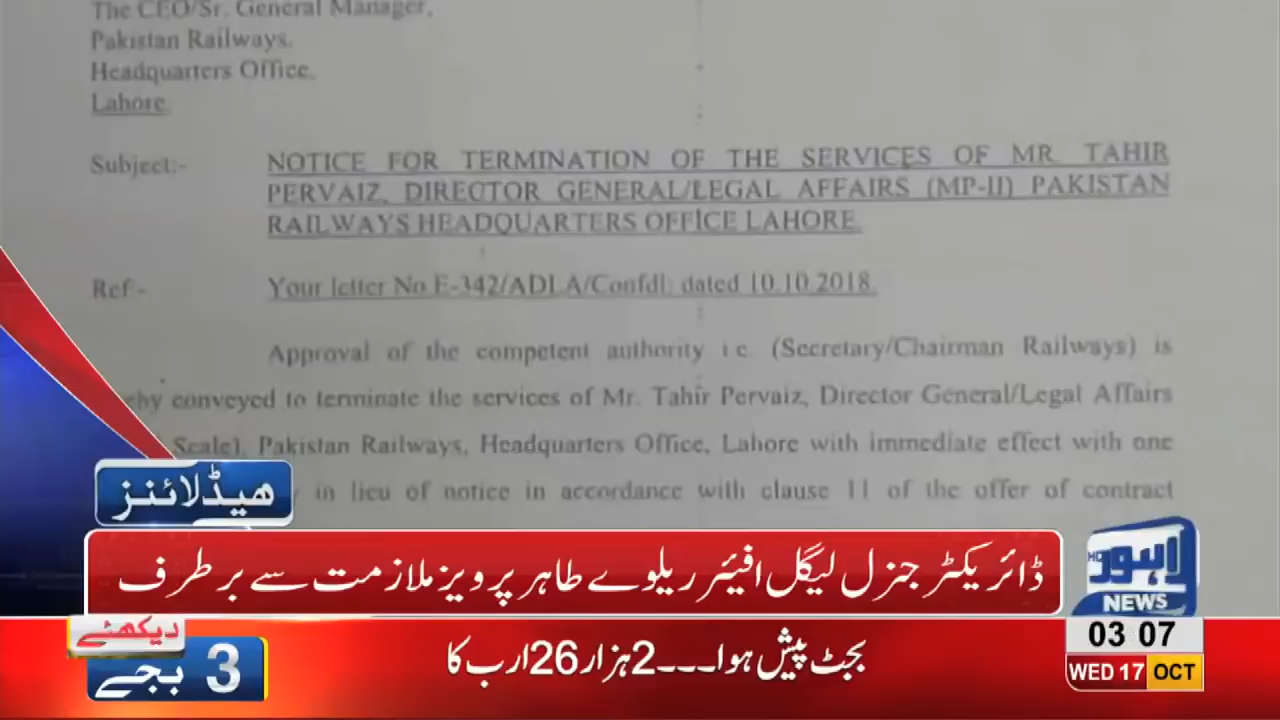 The CEO/Sr. General Manager,
Pakistan Railways,
Headquarters Office,
Lahore.
Subject:- NOTICE FOR TERMINATION OF THE SERVICES OF MR. TAHIR
PERVAIZ, DIRECTOR GENERAL/LEGAL AFFAIRS (MP-II) PAKISTAN
RAILWAYS HEADQUARTERS OFFICE LAHORE.
Ref:- Your letter No E-342/ADLA/Confdl: dated 10.10.2018.
Approval of the competent authority i.e. (Secretary/Chairman Railways) is
conveyed to terminate the services of Mr. Tahir Pervaiz, Director General/Legal Affairs
Scale), Pakistan Railways, Headquarters Office, Lahore with immediate effect with one
in lieu of notice in accordance with clause 11 of the offer of contract
ھیڈلائنز
ڈائریکٹر جنرل لیگل افیئر ریلوے طاہر پرویز ملازمت سے برطرف
HD لاہور
NEWS
دیکھئے
3 بجے
بجٹ پیش ہوا۔۔۔2 ہزار 26 ارب کا
03 07
WED 17 OCT